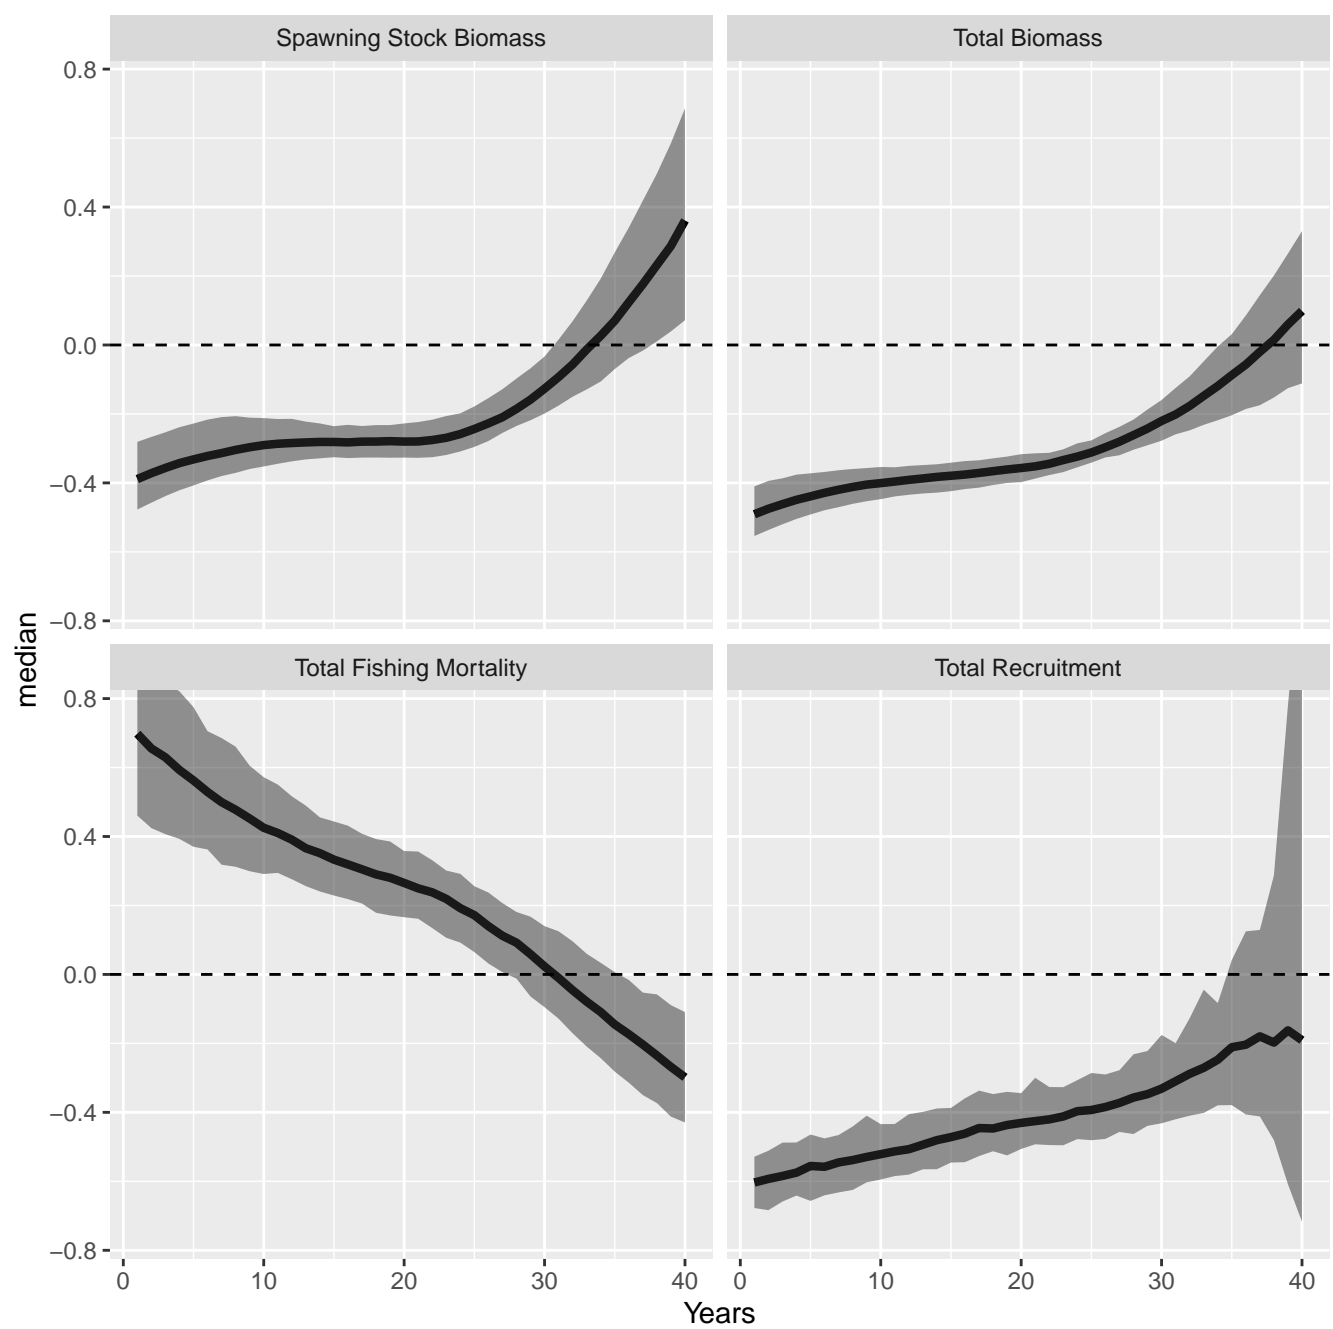 Spawning Stock Biomass
Total Biomass
0.8
0.4
0.0
−0.4
−0.8
median
Total Fishing Mortality
Total Recruitment
0.8
0.4
0.0
−0.4
−0.8
0 10 20 30 40
0 10 20 30 40
Years